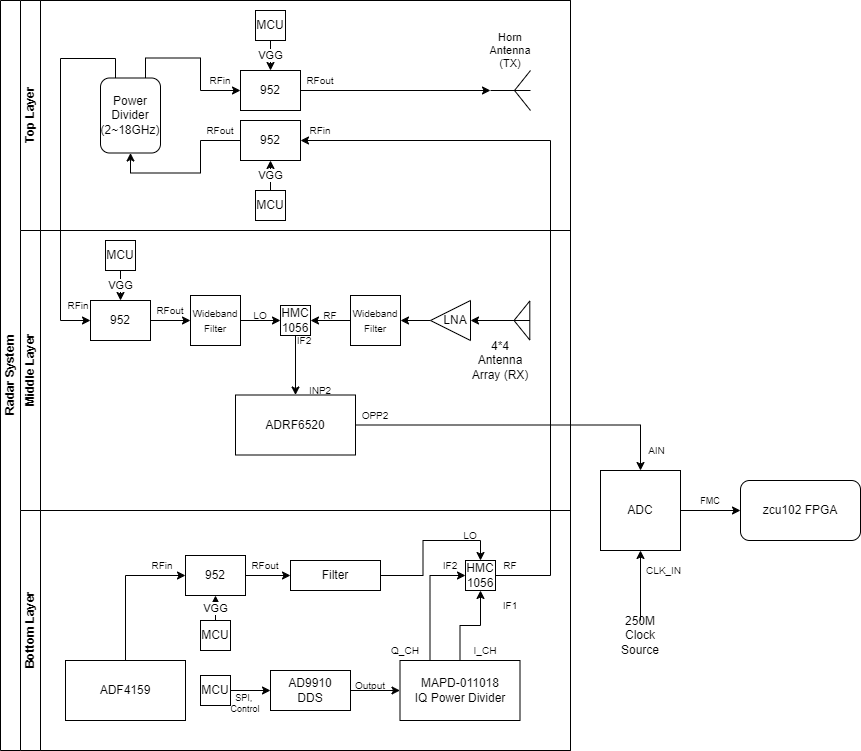 Radar System
Top Layer
MCU
VGG
Horn
Antenna
(TX)
RFin
952
RFout
Power
Divider
(2~18GHz)
RFout
952
RFin
VGG
MCU
Middle Layer
MCU
VGG
RFin
952
RFout
Wideband
Filter
LO
HMC
1056
RF
Wideband
Filter
LNA
IF2
4*4
Antenna
Array (RX)
INP2
ADRF6520
OPP2
AIN
ADC
FMC
zcu102 FPGA
CLK_IN
250M
Clock
Source
Bottom Layer
LO
RFin
952
RFout
Filter
IF2
HMC
1056
RF
VGG
MCU
IF1
Q_CH
I_CH
ADF4159
MCU
SPI,
Control
AD9910
DDS
Output
MAPD-011018
IQ Power Divider